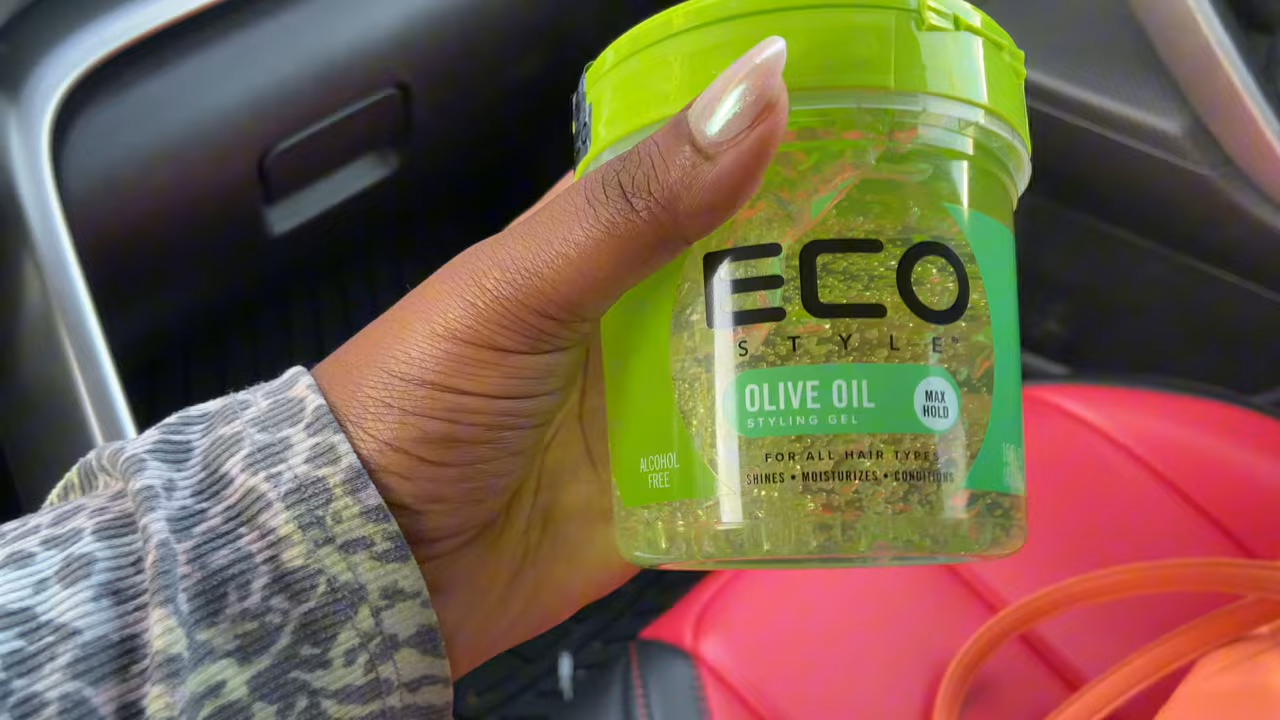 ECO
STYLE
OLIVE OIL
STYLING GEL
MAX
HOLD
ALCOHOL
FREE
FOR ALL HAIR TYPES
SHINES • MOISTURIZES • CONDITIONS